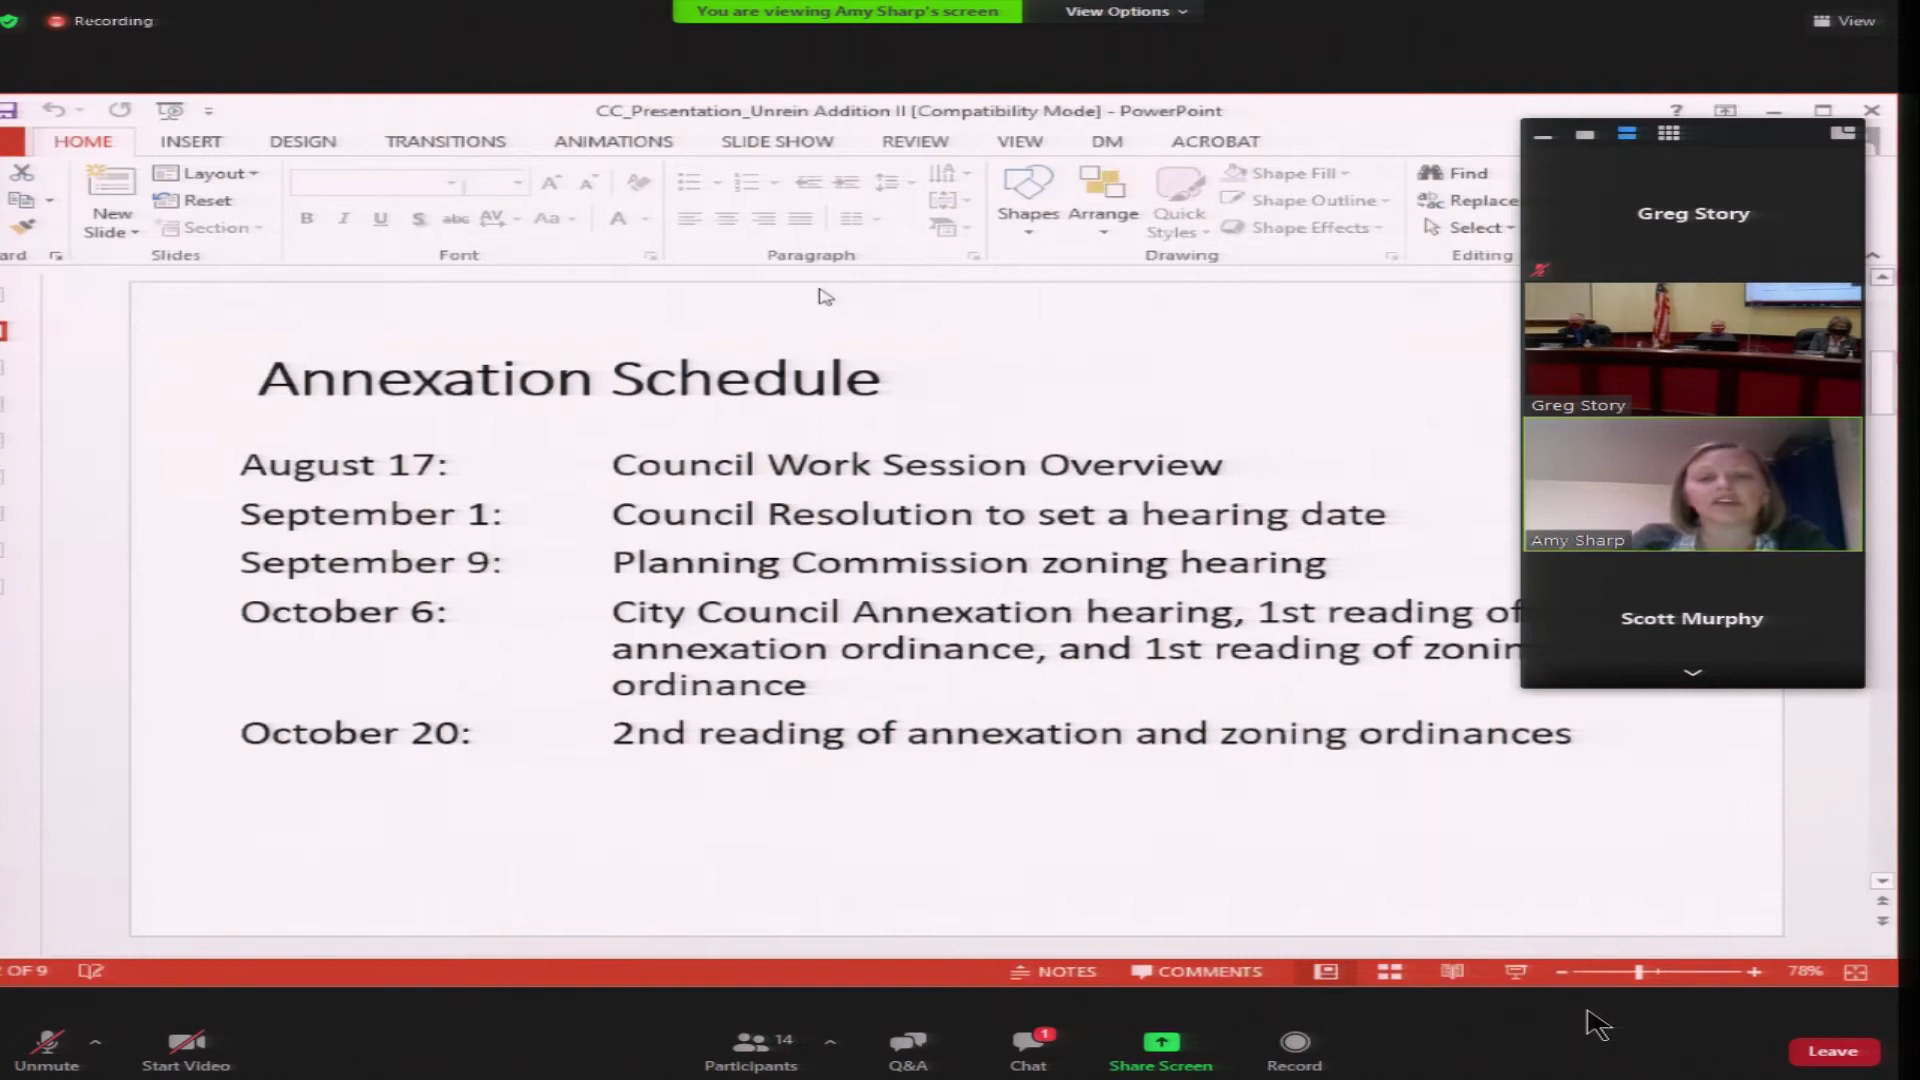 Recording
You are viewing Amy Sharp's screen
View Options
View
CC_Presentation_Unrein Addition II [Compatibility Mode] - PowerPoint
?
HOME INSERT DESIGN TRANSITIONS ANIMATIONS SLIDE SHOW REVIEW VIEW DM ACROBAT
New
Slide
Layout
Reset
Section
B I U S abc AV Aa A
Shapes Arrange Quick
Styles
Shape Fill
Shape Outline
Shape Effects
Find
Replace
Select
ard Slides Font Paragraph Drawing Editing
Greg Story
Greg Story
Amy Sharp
Scott Murphy
Annexation Schedule
August 17: Council Work Session Overview
September 1: Council Resolution to set a hearing date
September 9: Planning Commission zoning hearing
October 6: City Council Annexation hearing, 1st reading of
annexation ordinance, and 1st reading of zonin
ordinance
October 20: 2nd reading of annexation and zoning ordinances
OF 9
NOTES COMMENTS 78%
Unmute Start Video Participants 14 Q&A Chat 1 Share Screen Record Leave